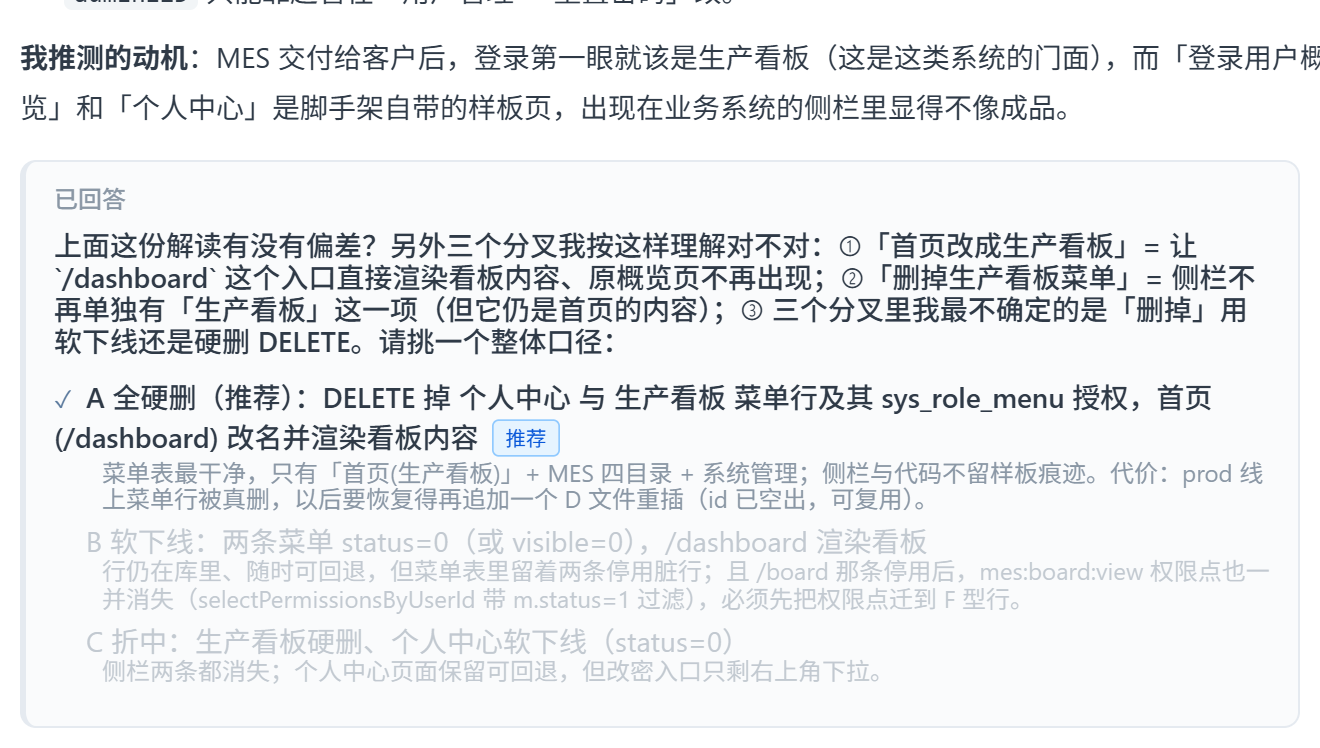 我推测的动机：MES 交付给客户后，登录第一眼就该是生产看板（这是这类系统的门面），而「登录用户概
览」和「个人中心」是脚手架自带的样板页，出现在业务系统的侧栏里显得不像成品。
已回答
上面这份解读有没有偏差？另外三个分叉我按这样理解对不对：①「首页改成生产看板」= 让
`/dashboard` 这个入口直接渲染看板内容、原概览页不再出现；②「删掉生产看板菜单」= 侧栏不
再单独有「生产看板」这一项（但它仍是首页的内容）；③ 三个分叉里我最不确定的是「删掉」用
软下线还是硬删 DELETE。请挑一个整体口径：
✓ A 全硬删（推荐）：DELETE 掉 个人中心 与 生产看板 菜单行及其 sys_role_menu 授权，首页
(/dashboard) 改名并渲染看板内容 推荐
菜单表最干净，只有「首页(生产看板)」+ MES 四目录 + 系统管理；侧栏与代码不留样板痕迹。代价：prod 线
上菜单行被真删，以后要恢复得再追加一个 D 文件重插（id 已空出，可复用）。
B 软下线：两条菜单 status=0（或 visible=0），/dashboard 渲染看板
行仍在库里、随时可回退，但菜单表里留着两条停用脏行；且 /board 那条停用后，mes:board:view 权限点也一
并消失（selectPermissionsByUserId 带 m.status=1 过滤），必须先把权限点迁到 F 型行。
C 折中：生产看板硬删、个人中心软下线（status=0）
侧栏两条都消失；个人中心页面保留可回退，但改密入口只剩右上角下拉。